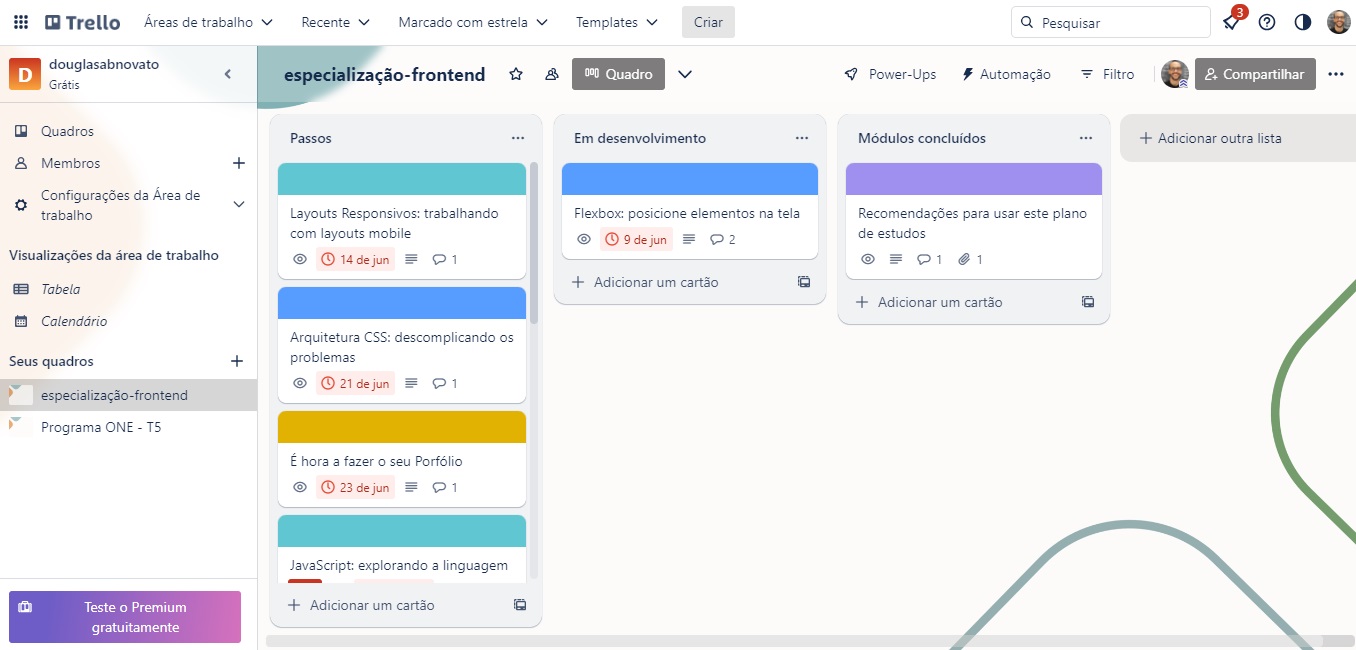 Trello
Áreas de trabalho
Recente
Marcado com estrela
Templates
Criar
Pesquisar
3
D
douglasabnovato
Grátis
especialização-frontend
Quadro
Power-Ups
Automação
Filtro
Compartilhar
Quadros
Membros
Configurações da Área de
trabalho
Visualizações da área de trabalho
Tabela
Calendário
Seus quadros
especialização-frontend
Programa ONE - T5
Teste o Premium
gratuitamente
Passos
Layouts Responsivos: trabalhando
com layouts mobile
14 de jun
1
Arquitetura CSS: descomplicando os
problemas
21 de jun
1
É hora a fazer o seu Porfólio
23 de jun
1
JavaScript: explorando a linguagem
Adicionar um cartão
Em desenvolvimento
Flexbox: posicione elementos na tela
9 de jun
2
Adicionar um cartão
Módulos concluídos
Recomendações para usar este plano
de estudos
1
1
Adicionar um cartão
Adicionar outra lista